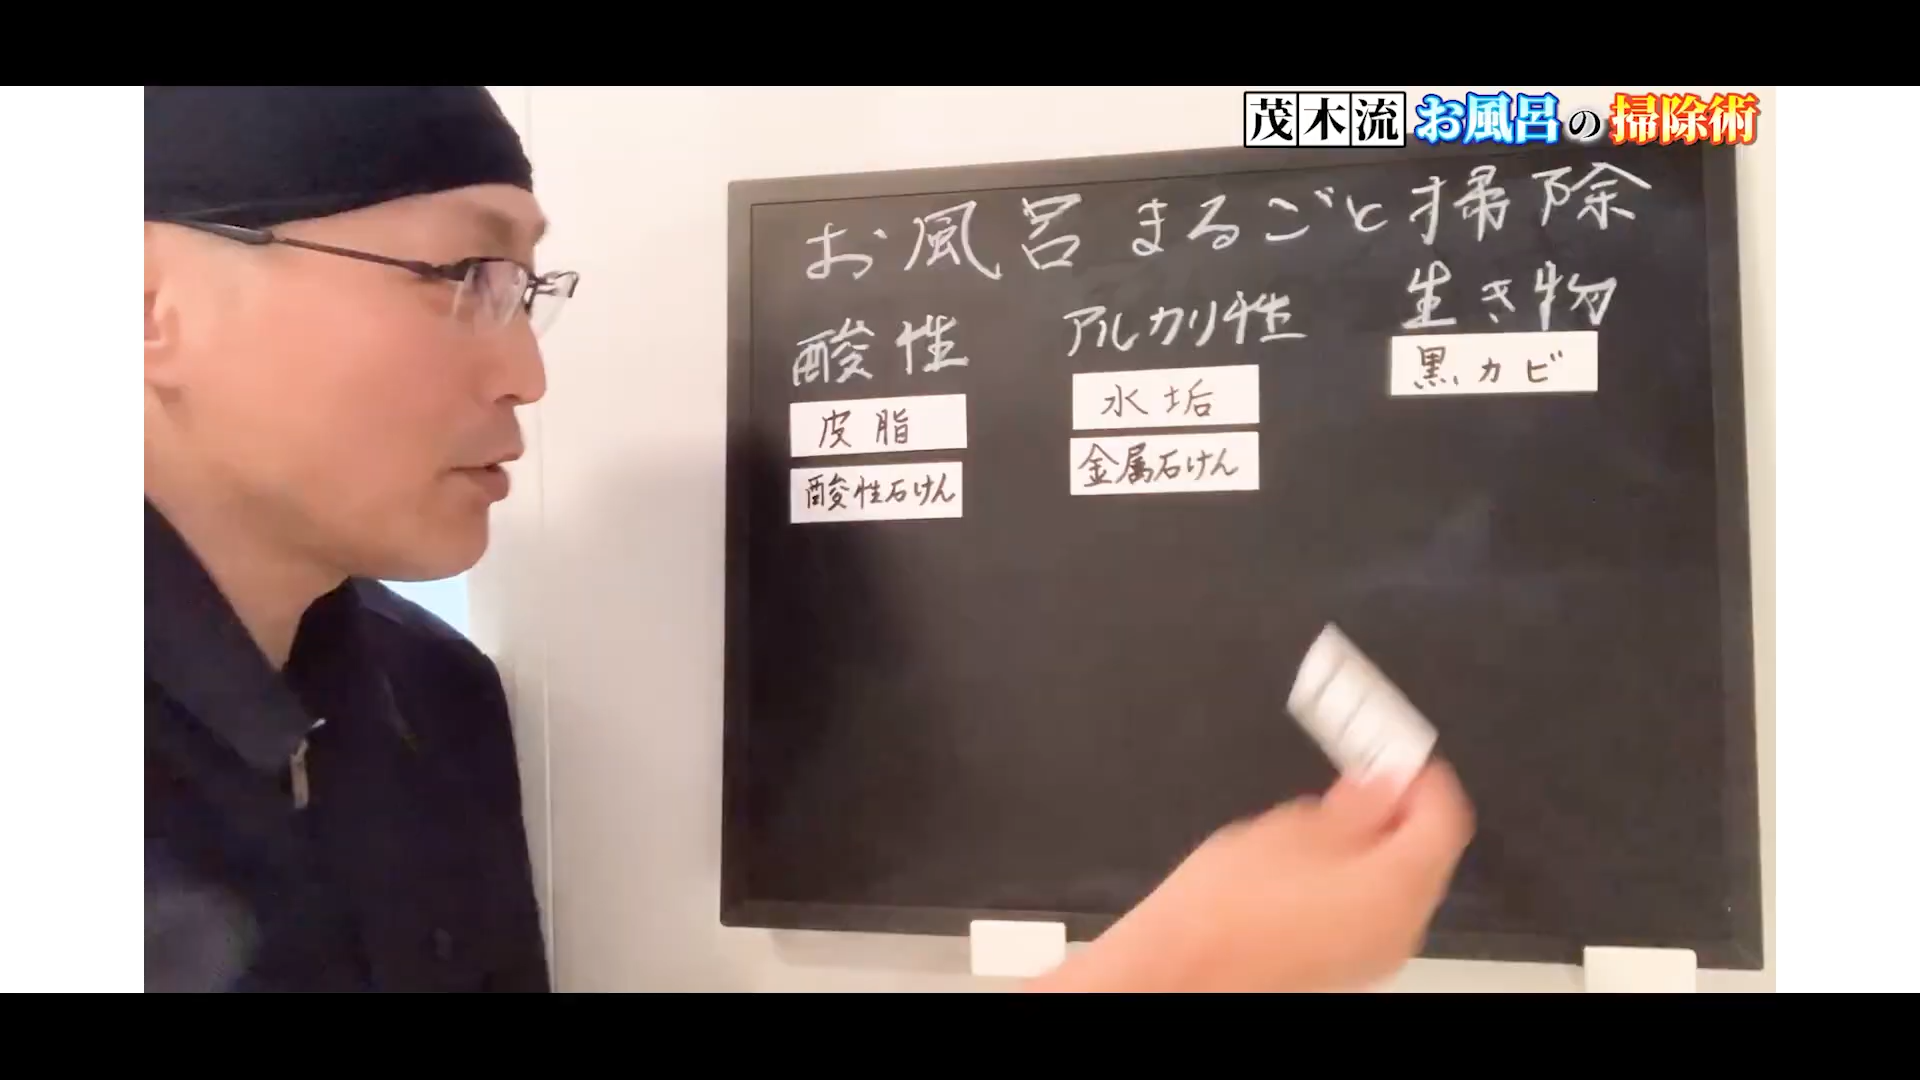 茂木流 お風呂の掃除術
お風呂まるごと掃除
酸性
皮脂
酸性石けん
アルカリ性
水垢
金属石けん
生き物
黒カビ